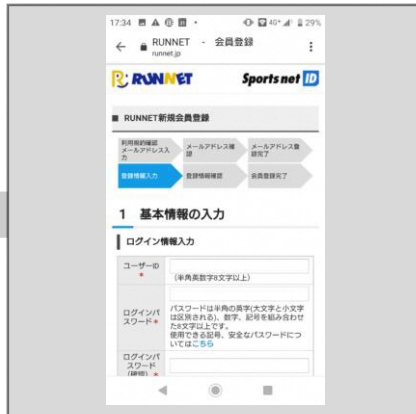 17:34 29%
RUNNET - 会員登録
runnet.jp
RUNNET Sports net ID
■ RUNNET新規会員登録
利用規約確認
メールアドレス入
力
メールアドレス確
認
メールアドレス登
録完了
登録情報入力
登録情報確認
会員登録完了
1 基本情報の入力
ログイン情報入力
ユーザーID
*
(半角英数字8文字以上)
ログインパ
スワード*
パスワードは半角の英字(大文字と小文字
は区別される)、数字、記号を組み合わせ
た8文字以上です。
使用できる記号、安全なパスワードにつ
いてはこちら
ログインパ
スワード
(確認) *